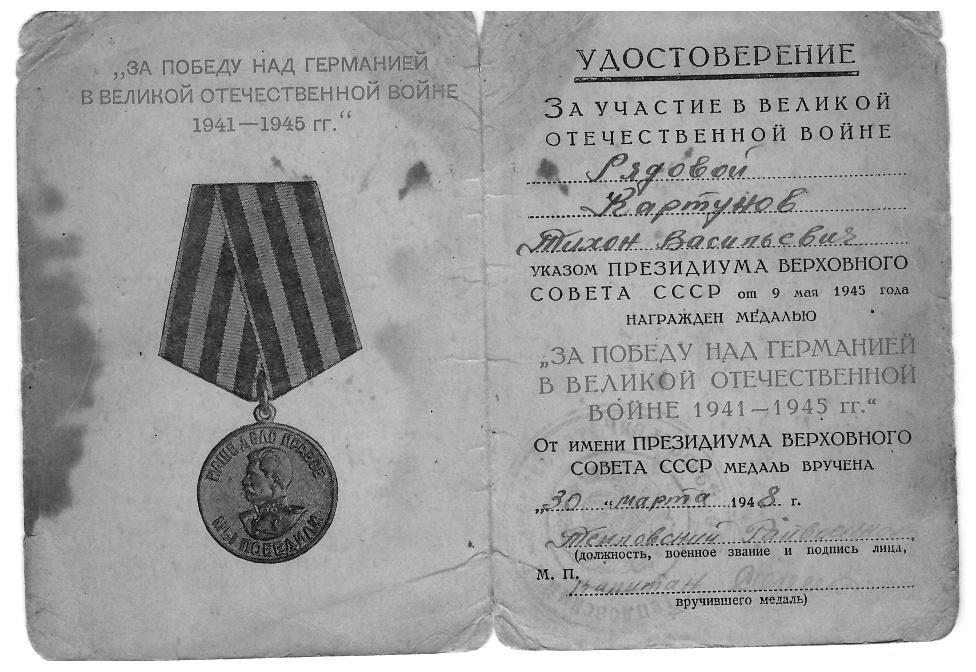 „ЗА ПОБЕДУ НАД ГЕРМАНИЕЙ
В ВЕЛИКОЙ ОТЕЧЕСТВЕННОЙ ВОЙНЕ
1941—1945 гг.“
НАШЕ ДЕЛО ПРАВОЕ
МЫ ПОБЕДИЛИ
УДОСТОВЕРЕНИЕ
ЗА УЧАСТИЕ В ВЕЛИКОЙ
ОТЕЧЕСТВЕННОЙ ВОЙНЕ
Рядовой
Картунов
Тихон Васильевич
УКАЗОМ ПРЕЗИДИУМА ВЕРХОВНОГО
СОВЕТА СССР от 9 мая 1945 года
НАГРАЖДЕН МЕДАЛЬЮ
„ЗА ПОБЕДУ НАД ГЕРМАНИЕЙ
В ВЕЛИКОЙ ОТЕЧЕСТВЕННОЙ
ВОЙНЕ 1941—1945 гг.“
ОТ ИМЕНИ ПРЕЗИДИУМА ВЕРХОВНОГО
СОВЕТА СССР МЕДАЛЬ ВРУЧЕНА
„30 “ марта 1948 г.
(должность, военное звание и подпись лица,
М. П.
капитан
вручившего медаль)